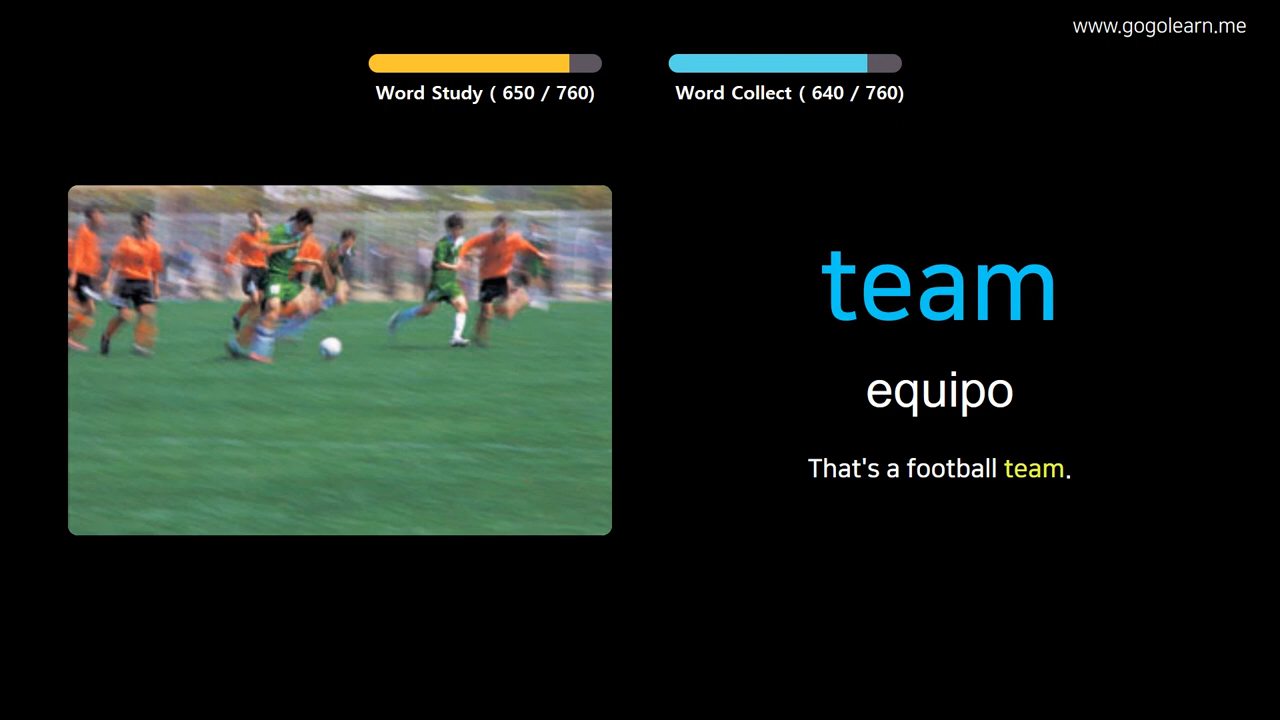 www.gogolearn.me
Word Study ( 650 / 760)
Word Collect ( 640 / 760)
team
equipo
That's a football team.